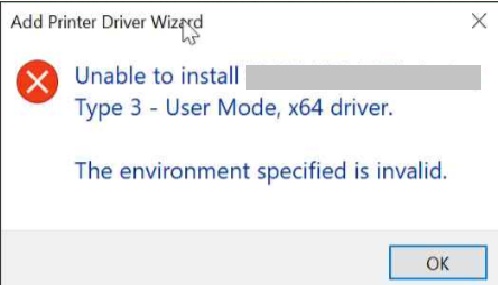 Add Printer Driver Wizard
Unable to install
Type 3 - User Mode, x64 driver.
The environment specified is invalid.
OK